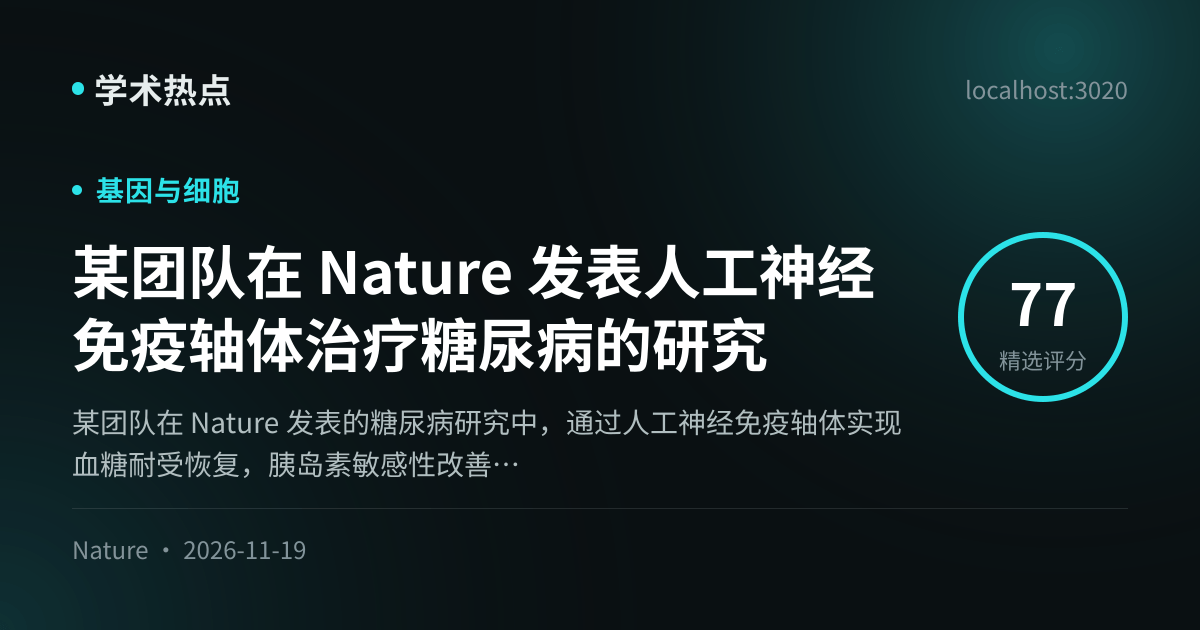 学术热点
localhost:3020
基因与细胞
某团队在 Nature 发表人工神经
免疫轴体治疗糖尿病的研究
77
精选评分
某团队在 Nature 发表的糖尿病研究中，通过人工神经免疫轴体实现
血糖耐受恢复，胰岛素敏感性改善…
Nature • 2026-11-19